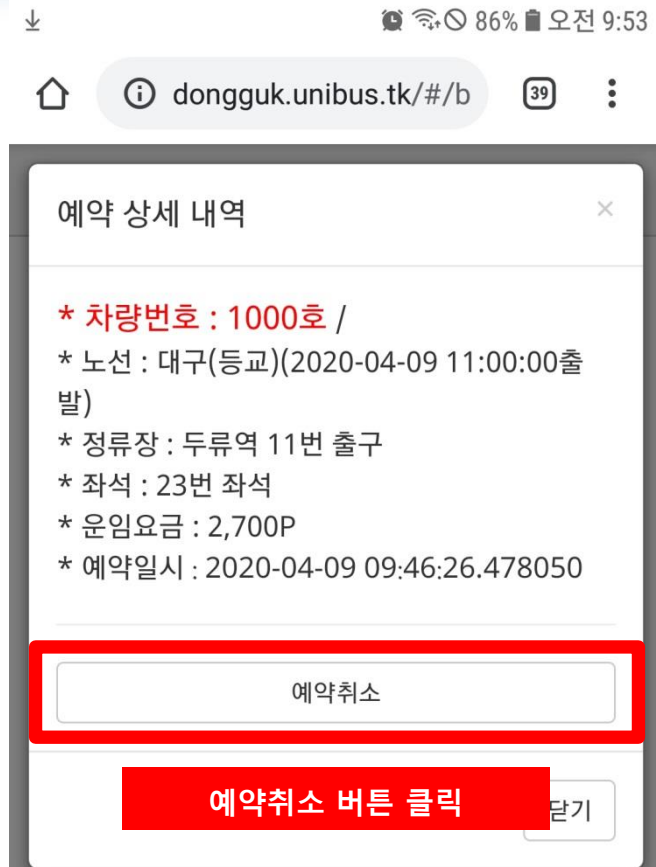 86% 오전 9:53
dongguk.unibus.tk/#/b 39
예약 상세 내역 ×
* 차량번호 : 1000호 /
* 노선 : 대구(등교)(2020-04-09 11:00:00출
발)
* 정류장 : 두류역 11번 출구
* 좌석 : 23번 좌석
* 운임요금 : 2,700P
* 예약일시 : 2020-04-09 09:46:26.478050
예약취소
예약취소 버튼 클릭
닫기